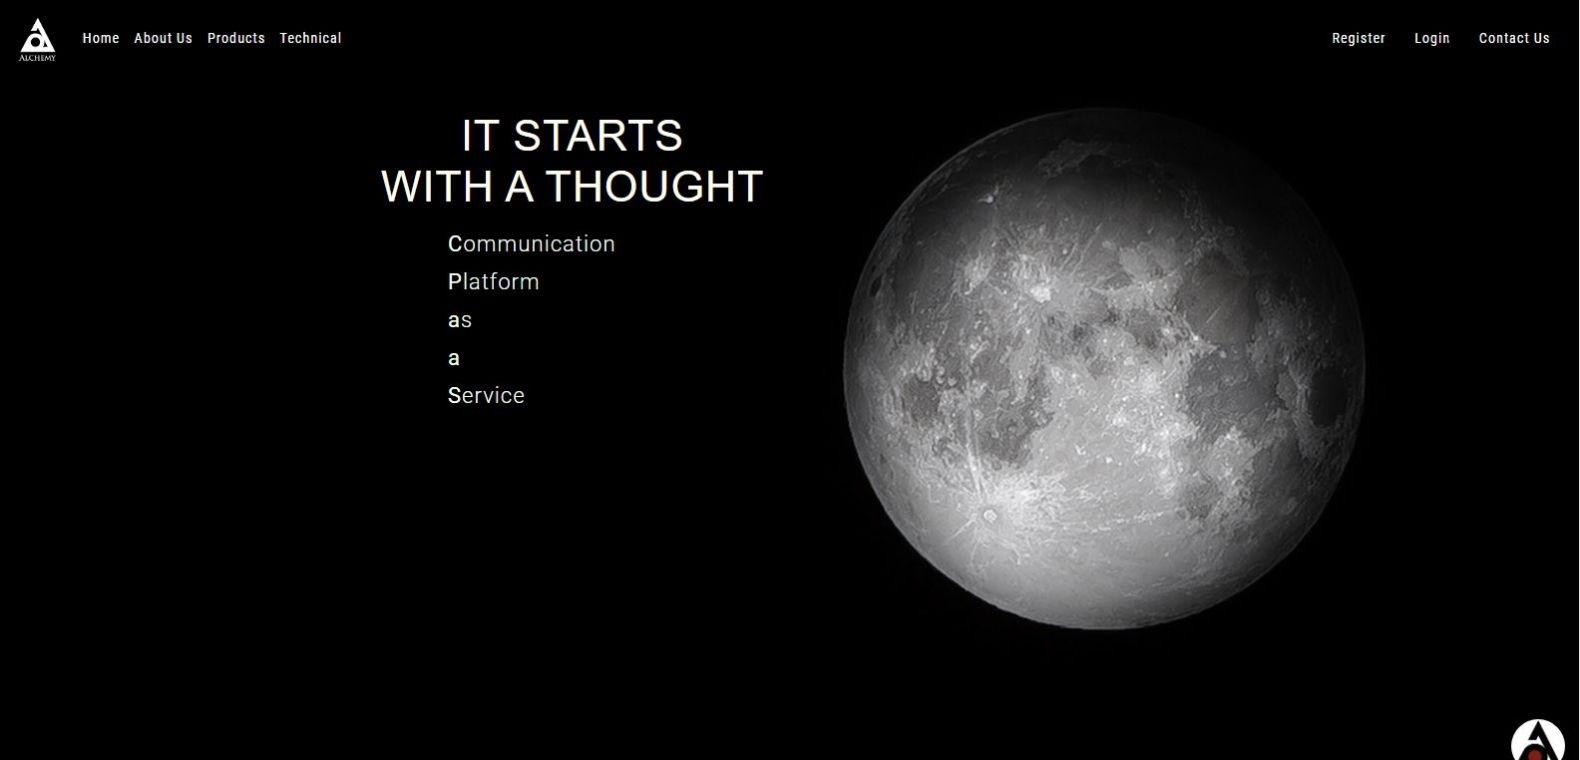 Home About Us Products Technical
Register Login Contact Us
ALCHEMY
IT STARTS
WITH A THOUGHT
Communication
Platform
as
a
Service